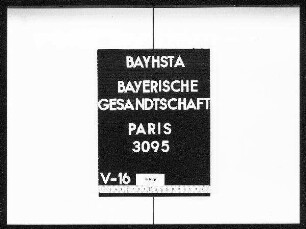 BAYHSTA
BAYERISCHE
GESANDTSCHAFT
PARIS
3095
V-16